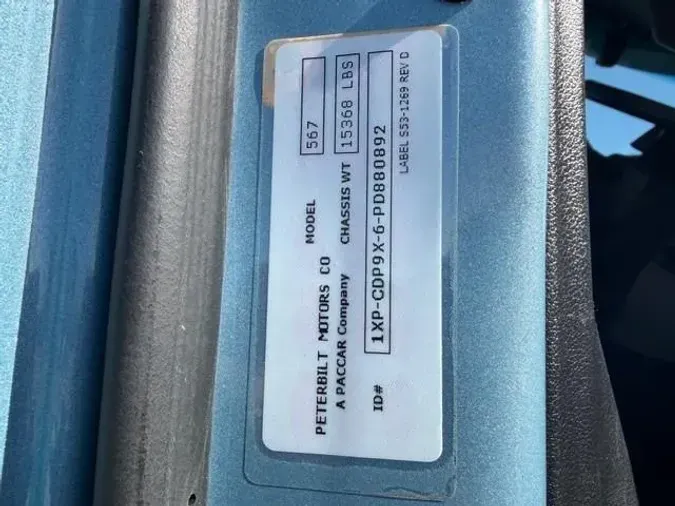 PETERBILT MOTORS CO MODEL 567
A PACCAR Company CHASSIS WT 15368 LBS
ID# 1XP-CDP9X-6-PD880892
LABEL S53-1269 REV D